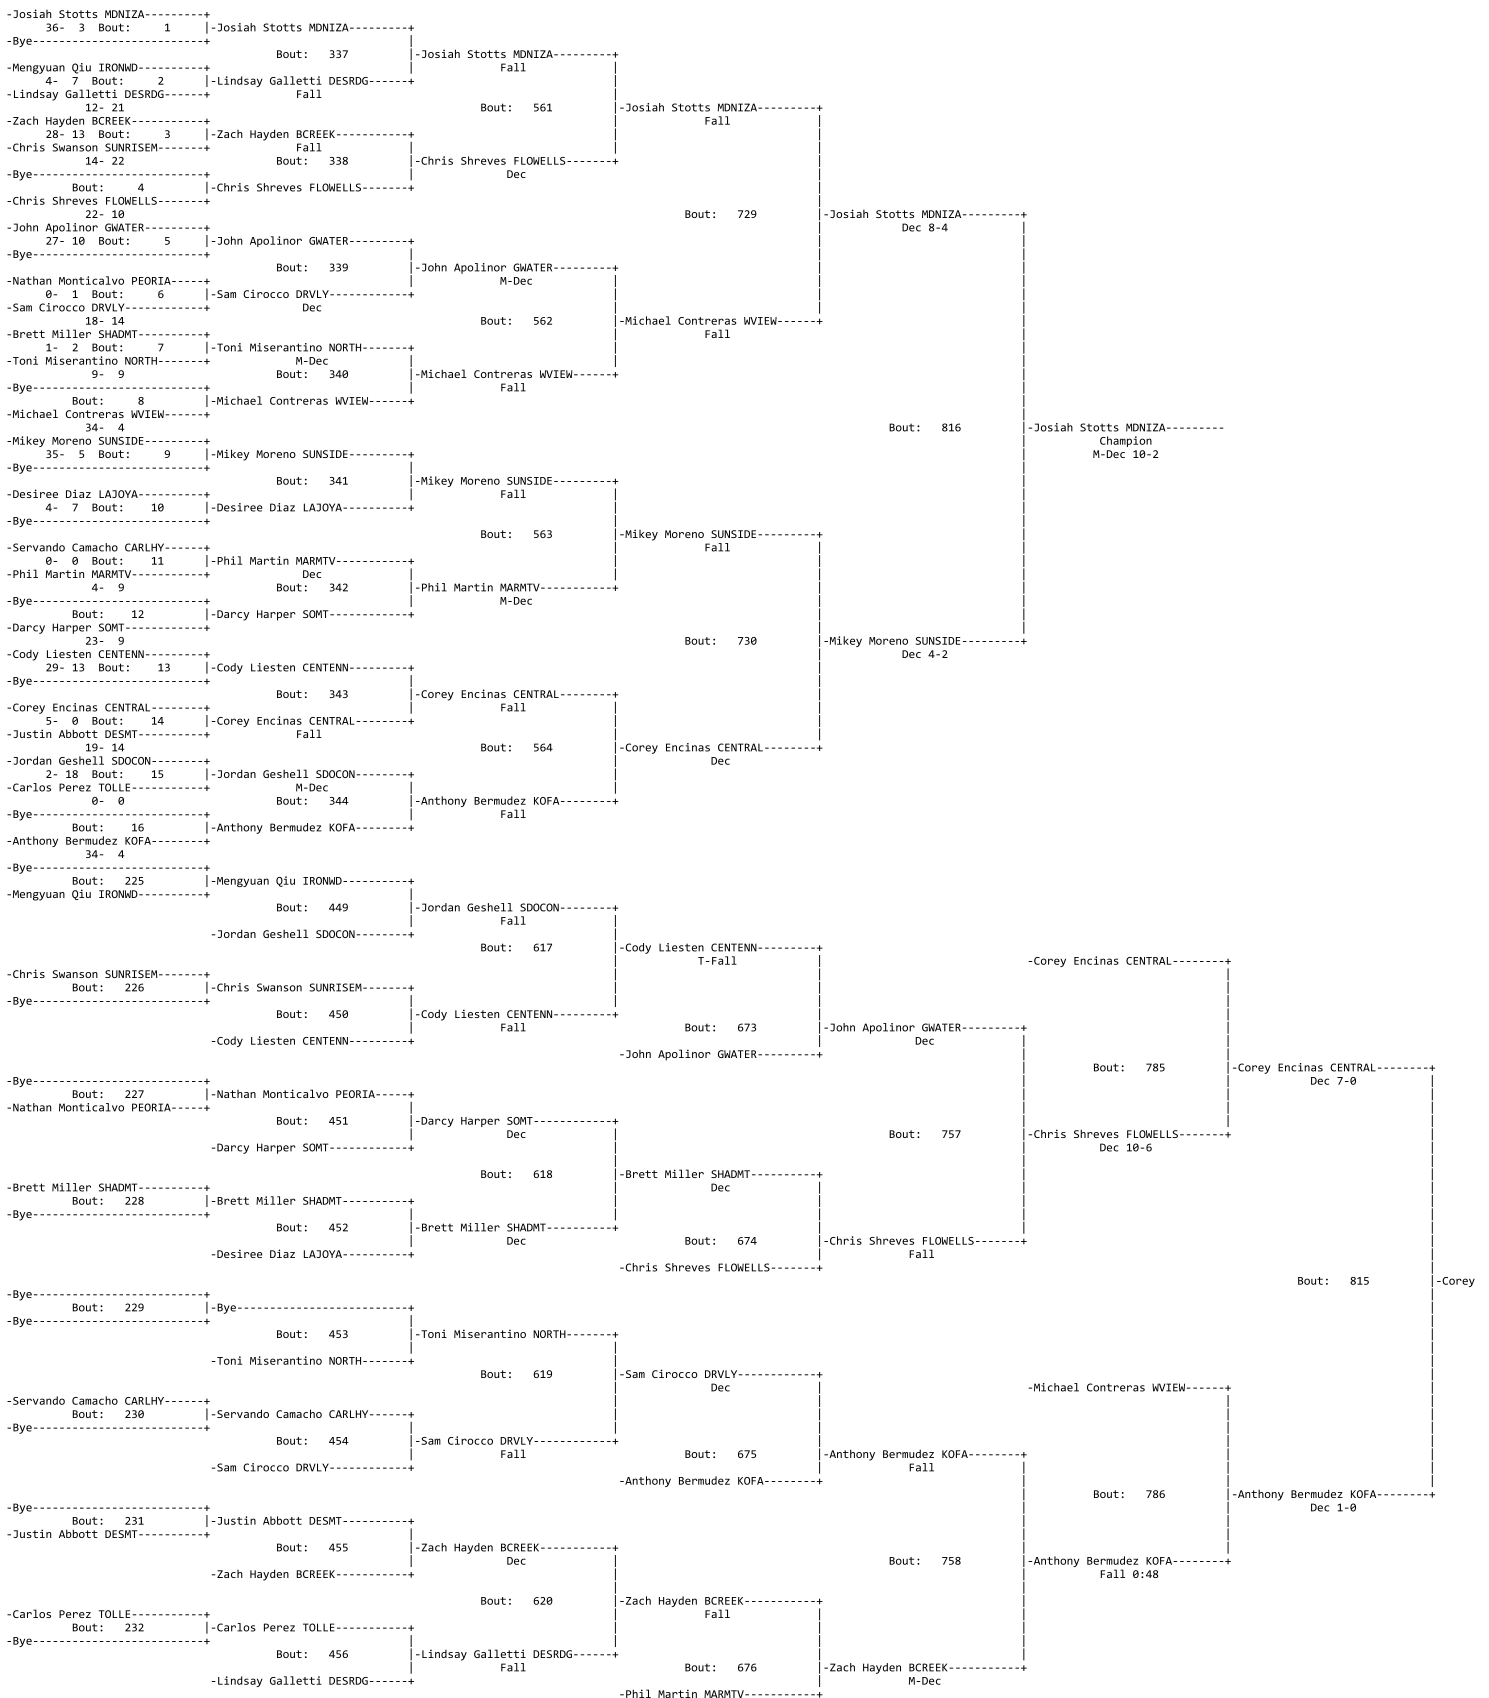 -Josiah Stotts MDNIZA---------+
36-  3  Bout:     1     |-Josiah Stotts MDNIZA---------+
-Bye--------------------------+ |
Bout:   337      |-Josiah Stotts MDNIZA---------+
-Mengyuan Qiu IRONWD----------+ | Fall |
4-  7  Bout:     2      |-Lindsay Galletti DESRDG------+ |
-Lindsay Galletti DESRDG------+ Fall |
12- 21 Bout:   561      |-Josiah Stotts MDNIZA---------+
-Zach Hayden BCREEK-----------+ | Fall |
28- 13  Bout:     3     |-Zach Hayden BCREEK-----------+ | |
-Chris Swanson SUNRISEM-------+ Fall | | |
14- 22 Bout:   338      |-Chris Shreves FLOWELLS-------+ |
-Bye--------------------------+ | Dec |
Bout:     4      |-Chris Shreves FLOWELLS-------+ |
-Chris Shreves FLOWELLS-------+ |
22- 10 Bout:   729      |-Josiah Stotts MDNIZA---------+
-John Apolinor GWATER---------+ | Dec 8-4 |
27- 10  Bout:     5     |-John Apolinor GWATER---------+ | |
-Bye--------------------------+ | | |
Bout:   339      |-John Apolinor GWATER---------+ | |
-Nathan Monticalvo PEORIA-----+ | M-Dec | | |
0-  1  Bout:     6      |-Sam Cirocco DRVLY------------+ | | |
-Sam Cirocco DRVLY------------+ Dec | | |
18- 14 Bout:   562      |-Michael Contreras WVIEW------+ |
-Brett Miller SHADMT----------+ | Fall |
1-  2  Bout:     7      |-Toni Miserantino NORTH-------+ | |
-Toni Miserantino NORTH-------+ M-Dec | | |
9-  9 Bout:   340      |-Michael Contreras WVIEW------+ |
-Bye--------------------------+ | Fall |
Bout:     8      |-Michael Contreras WVIEW------+ |
-Michael Contreras WVIEW------+ |
34-  4 Bout:   816      |-Josiah Stotts MDNIZA---------
-Mikey Moreno SUNSIDE---------+ | Champion
35-  5  Bout:     9     |-Mikey Moreno SUNSIDE---------+ | M-Dec 10-2
-Bye--------------------------+ | |
Bout:   341      |-Mikey Moreno SUNSIDE---------+ |
-Desiree Diaz LAJOYA----------+ | Fall | |
4-  7  Bout:    10      |-Desiree Diaz LAJOYA----------+ | |
-Bye--------------------------+ | |
Bout:   563      |-Mikey Moreno SUNSIDE---------+ |
-Servando Camacho CARLHY------+ | Fall | |
0-  0  Bout:    11      |-Phil Martin MARMTV-----------+ | | |
-Phil Martin MARMTV-----------+ Dec | | | |
4-  9 Bout:   342      |-Phil Martin MARMTV-----------+ | |
-Bye--------------------------+ | M-Dec | |
Bout:    12      |-Darcy Harper SOMT------------+ | |
-Darcy Harper SOMT------------+ | |
23-  9 Bout:   730      |-Mikey Moreno SUNSIDE---------+
-Cody Liesten CENTENN---------+ | Dec 4-2
29- 13  Bout:    13     |-Cody Liesten CENTENN---------+ |
-Bye--------------------------+ | |
Bout:   343      |-Corey Encinas CENTRAL--------+ |
-Corey Encinas CENTRAL--------+ | Fall | |
5-  0  Bout:    14      |-Corey Encinas CENTRAL--------+ | |
-Justin Abbott DESMT----------+ Fall | |
19- 14 Bout:   564      |-Corey Encinas CENTRAL--------+
-Jordan Geshell SDOCON--------+ | Dec
2- 18  Bout:    15      |-Jordan Geshell SDOCON--------+ |
-Carlos Perez TOLLE-----------+ M-Dec | |
0-  0 Bout:   344      |-Anthony Bermudez KOFA--------+
-Bye--------------------------+ | Fall
Bout:    16      |-Anthony Bermudez KOFA--------+
-Anthony Bermudez KOFA--------+
34-  4
-Bye--------------------------+
Bout:   225      |-Mengyuan Qiu IRONWD----------+
-Mengyuan Qiu IRONWD----------+ |
Bout:   449      |-Jordan Geshell SDOCON--------+
| Fall |
-Jordan Geshell SDOCON--------+ |
Bout:   617      |-Cody Liesten CENTENN---------+
| T-Fall | -Corey Encinas CENTRAL--------+
-Chris Swanson SUNRISEM-------+ | | |
Bout:   226      |-Chris Swanson SUNRISEM-------+ | | |
-Bye--------------------------+ | | | |
Bout:   450      |-Cody Liesten CENTENN---------+ | |
| Fall Bout:   673      |-John Apolinor GWATER---------+ |
-Cody Liesten CENTENN---------+ | Dec | |
-John Apolinor GWATER---------+ | |
Bout:   785      |-Corey Encinas CENTRAL--------+
-Bye--------------------------+ | | Dec 7-0 |
Bout:   227      |-Nathan Monticalvo PEORIA-----+ | | |
-Nathan Monticalvo PEORIA-----+ | | | |
Bout:   451      |-Darcy Harper SOMT------------+ | | |
| Dec | Bout:   757      |-Chris Shreves FLOWELLS-------+ |
-Darcy Harper SOMT------------+ | | Dec 10-6 |
Bout:   618      |-Brett Miller SHADMT----------+ | |
-Brett Miller SHADMT----------+ | Dec | | |
Bout:   228      |-Brett Miller SHADMT----------+ | | | |
-Bye--------------------------+ | | | | |
Bout:   452      |-Brett Miller SHADMT----------+ | | |
| Dec Bout:   674      |-Chris Shreves FLOWELLS-------+ |
-Desiree Diaz LAJOYA----------+ | Fall |
-Chris Shreves FLOWELLS-------+ |
Bout:   815      |-Corey
-Bye--------------------------+ |
Bout:   229      |-Bye--------------------------+ |
-Bye--------------------------+ | |
Bout:   453      |-Toni Miserantino NORTH-------+ |
| | |
-Toni Miserantino NORTH-------+ | |
Bout:   619      |-Sam Cirocco DRVLY------------+ |
| Dec | -Michael Contreras WVIEW------+ |
-Servando Camacho CARLHY------+ | | | |
Bout:   230      |-Servando Camacho CARLHY------+ | | | |
-Bye--------------------------+ | | | | |
Bout:   454      |-Sam Cirocco DRVLY------------+ | | |
| Fall Bout:   675      |-Anthony Bermudez KOFA--------+ | |
-Sam Cirocco DRVLY------------+ | Fall | | |
-Anthony Bermudez KOFA--------+ | | |
Bout:   786      |-Anthony Bermudez KOFA--------+
-Bye--------------------------+ | | Dec 1-0
Bout:   231      |-Justin Abbott DESMT----------+ | |
-Justin Abbott DESMT----------+ | | |
Bout:   455      |-Zach Hayden BCREEK-----------+ | |
| Dec | Bout:   758      |-Anthony Bermudez KOFA--------+
-Zach Hayden BCREEK-----------+ | | Fall 0:48
Bout:   620      |-Zach Hayden BCREEK-----------+ |
-Carlos Perez TOLLE-----------+ | Fall | |
Bout:   232      |-Carlos Perez TOLLE-----------+ | | |
-Bye--------------------------+ | | | |
Bout:   456      |-Lindsay Galletti DESRDG------+ | |
| Fall Bout:   676      |-Zach Hayden BCREEK-----------+
-Lindsay Galletti DESRDG------+ | M-Dec
-Phil Martin MARMTV-----------+